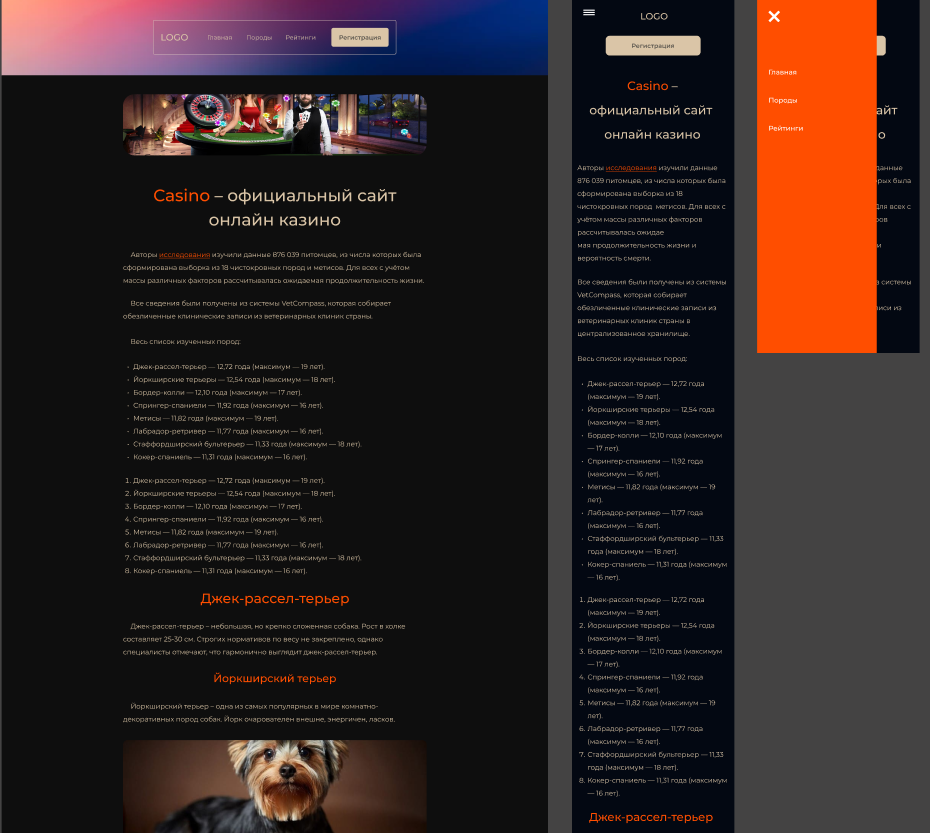 LOGO
Главная
Породы
Рейтинги
Регистрация
Casino – официальный сайт
онлайн казино
Авторы исследования изучили данные 876 039 питомцев, из числа которых была
сформирована выборка из 18 чистокровных пород и метисов. Для всех с учётом
массы различных факторов рассчитывалась ожидаемая продолжительность жизни.
Все сведения были получены из системы VetCompass, которая собирает
обезличенные клинические записи из ветеринарных клиник страны.
Весь список изученных пород:
• Джек-рассел-терьер — 12,72 года (максимум — 19 лет).
• Йоркширские терьеры — 12,54 года (максимум — 18 лет).
• Бордер-колли — 12,10 года (максимум — 17 лет).
• Спрингер-спаниели — 11,92 года (максимум — 16 лет).
• Метисы — 11,82 года (максимум — 19 лет).
• Лабрадор-ретривер — 11,77 года (максимум — 16 лет).
• Стаффордширский бультерьер — 11,33 года (максимум — 18 лет).
• Кокер-спаниель — 11,31 года (максимум — 16 лет).
1. Джек-рассел-терьер — 12,72 года (максимум — 19 лет).
2. Йоркширские терьеры — 12,54 года (максимум — 18 лет).
3. Бордер-колли — 12,10 года (максимум — 17 лет).
4. Спрингер-спаниели — 11,92 года (максимум — 16 лет).
5. Метисы — 11,82 года (максимум — 19 лет).
6. Лабрадор-ретривер — 11,77 года (максимум — 16 лет).
7. Стаффордширский бультерьер — 11,33 года (максимум — 18 лет).
8. Кокер-спаниель — 11,31 года (максимум — 16 лет).
Джек-рассел-терьер
Джек-рассел-терьер – небольшая, но крепко сложенная собака. Рост в холке
составляет 25-30 см. Строгих нормативов по весу не закреплено, однако
специалисты отмечают, что гармонично выглядит джек-рассел-терьер.
Йоркширский терьер
Йоркширский терьер – одна из самых популярных в мире комнатно-
декоративных пород собак. Йорк очарователен внешне, энергичен, ласков.
LOGO
Регистрация
Casino –
официальный сайт
онлайн казино
Авторы исследования изучили данные
876 039 питомцев, из числа которых была
сформирована выборка из 18
чистокровных пород метисов. Для всех с
учётом массы различных факторов
рассчитывалась ожидае
мая продолжительность жизни и
вероятность смерти.
Все сведения были получены из системы
VetCompass, которая собирает
обезличенные клинические записи из
ветеринарных клиник страны в
централизованное хранилище.
Весь список изученных пород:
• Джек-рассел-терьер — 12,72 года
(максимум — 19 лет).
• Йоркширские терьеры — 12,54 года
(максимум — 18 лет).
• Бордер-колли — 12,10 года (максимум
— 17 лет).
• Спрингер-спаниели — 11,92 года
(максимум — 16 лет).
• Метисы — 11,82 года (максимум — 19
лет).
• Лабрадор-ретривер — 11,77 года
(максимум — 16 лет).
• Стаффордширский бультерьер — 11,33
года (максимум — 18 лет).
• Кокер-спаниель — 11,31 года (максимум
— 16 лет).
1. Джек-рассел-терьер — 12,72 года
(максимум — 19 лет).
2. Йоркширские терьеры — 12,54 года
(максимум — 18 лет).
3. Бордер-колли — 12,10 года (максимум
— 17 лет).
4. Спрингер-спаниели — 11,92 года
(максимум — 16 лет).
5. Метисы — 11,82 года (максимум — 19
лет).
6. Лабрадор-ретривер — 11,77 года
(максимум — 16 лет).
7. Стаффордширский бультерьер — 11,33
года (максимум — 18 лет).
8. Кокер-спаниель — 11,31 года (максимум
— 16 лет).
Джек-рассел-терьер
Главная
Породы
Рейтинги
айт
о
данные
рых была
Для всех с
ров
и
з системы
иси из